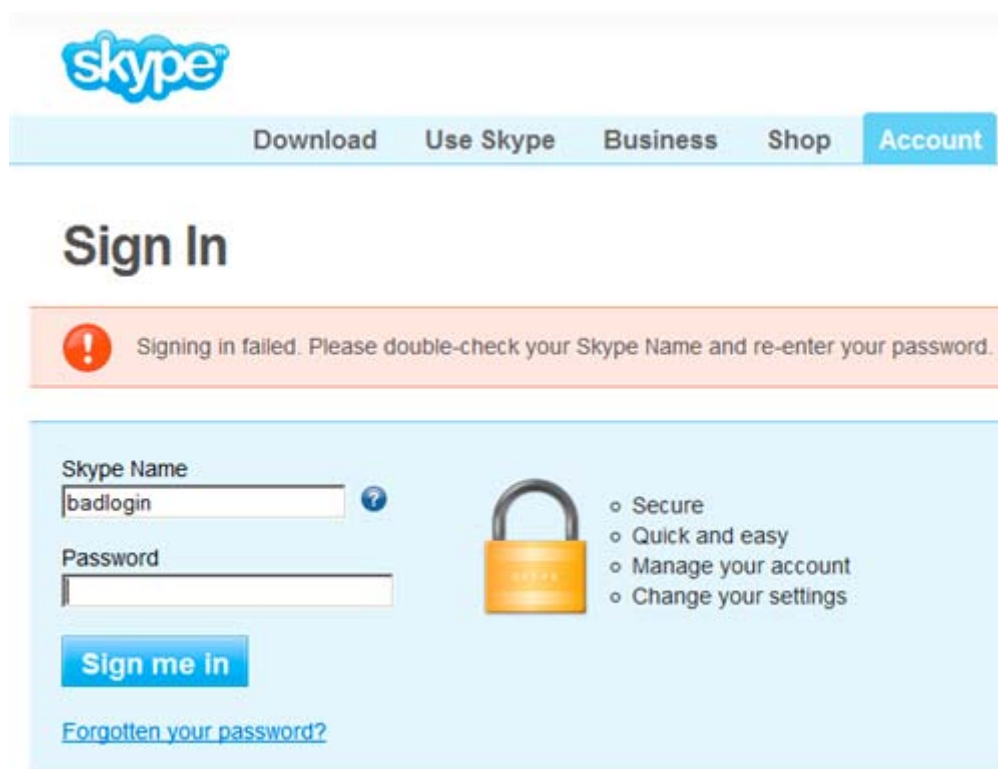 skype
Download Use Skype Business Shop Account
Sign In
Signing in failed. Please double-check your Skype Name and re-enter your password.
Skype Name
badlogin
Password
Secure
Quick and easy
Manage your account
Change your settings
Sign me in
Forgotten your password?